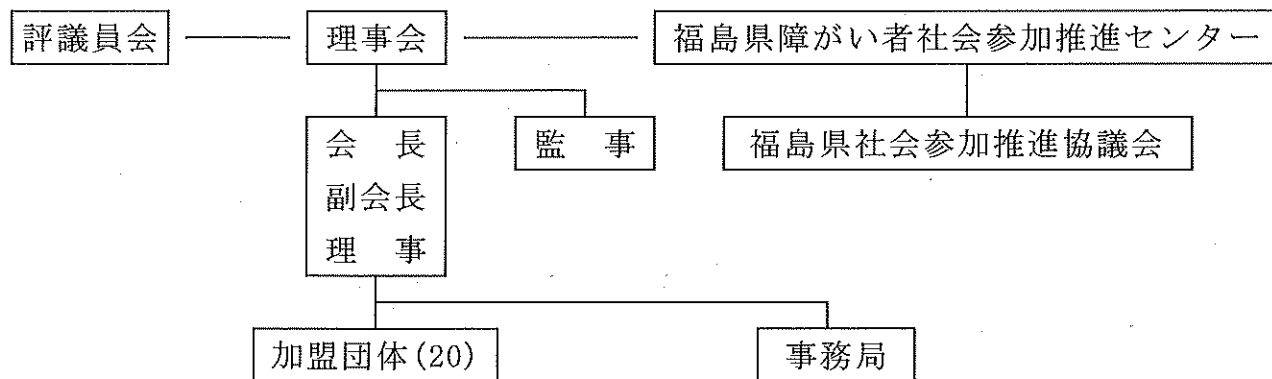 評議員会
理事会
福島県障がい者社会参加推進センター
会　長
副会長
理　事
監　事
福島県社会参加推進協議会
加盟団体(20)
事務局